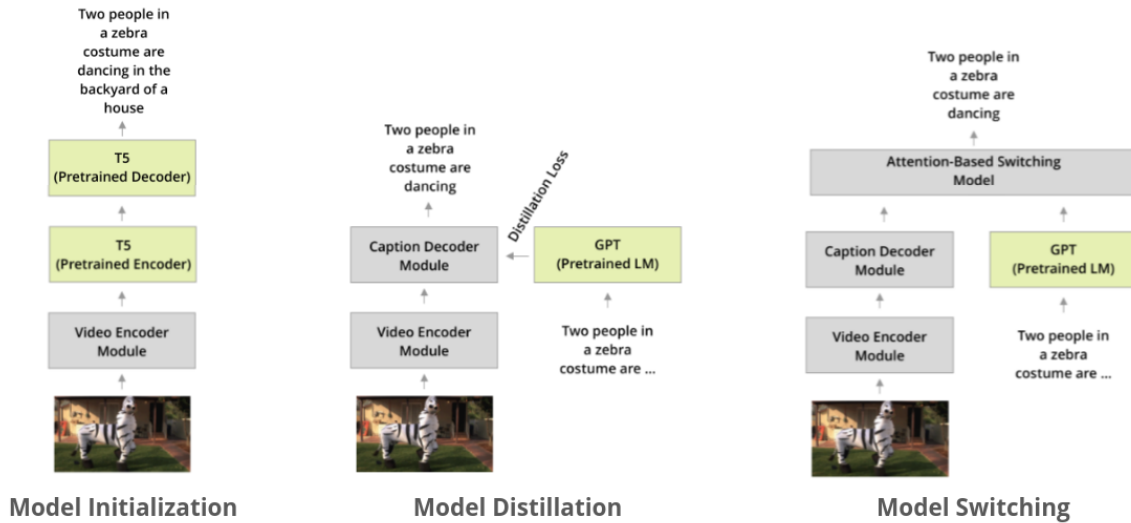 Two people in
a zebra
costume are
dancing in the
backyard of a
house
T5
(Pretrained Decoder)
T5
(Pretrained Encoder)
Video Encoder
Module
Model Initialization
Two people in
a zebra
costume are
dancing
Distillation Loss
Caption Decoder
Module
GPT
(Pretrained LM)
Video Encoder
Module
Two people in
a zebra
costume are ...
Model Distillation
Two people in
a zebra
costume are
dancing
Attention-Based Switching
Model
Caption Decoder
Module
GPT
(Pretrained LM)
Video Encoder
Module
Two people in
a zebra
costume are ...
Model Switching